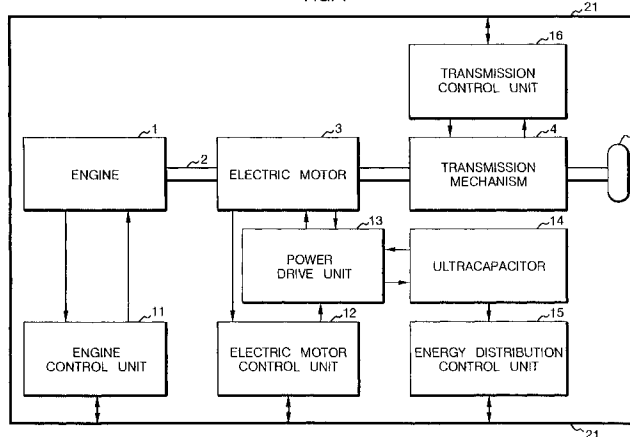 21
16
TRANSMISSION
CONTROL UNIT
1
2
3
4
ENGINE
ELECTRIC MOTOR
TRANSMISSION
MECHANISM
13
14
POWER
DRIVE UNIT
ULTRACAPACITOR
11
12
15
ENGINE
CONTROL UNIT
ELECTRIC MOTOR
CONTROL UNIT
ENERGY DISTRIBUTION
CONTROL UNIT
21